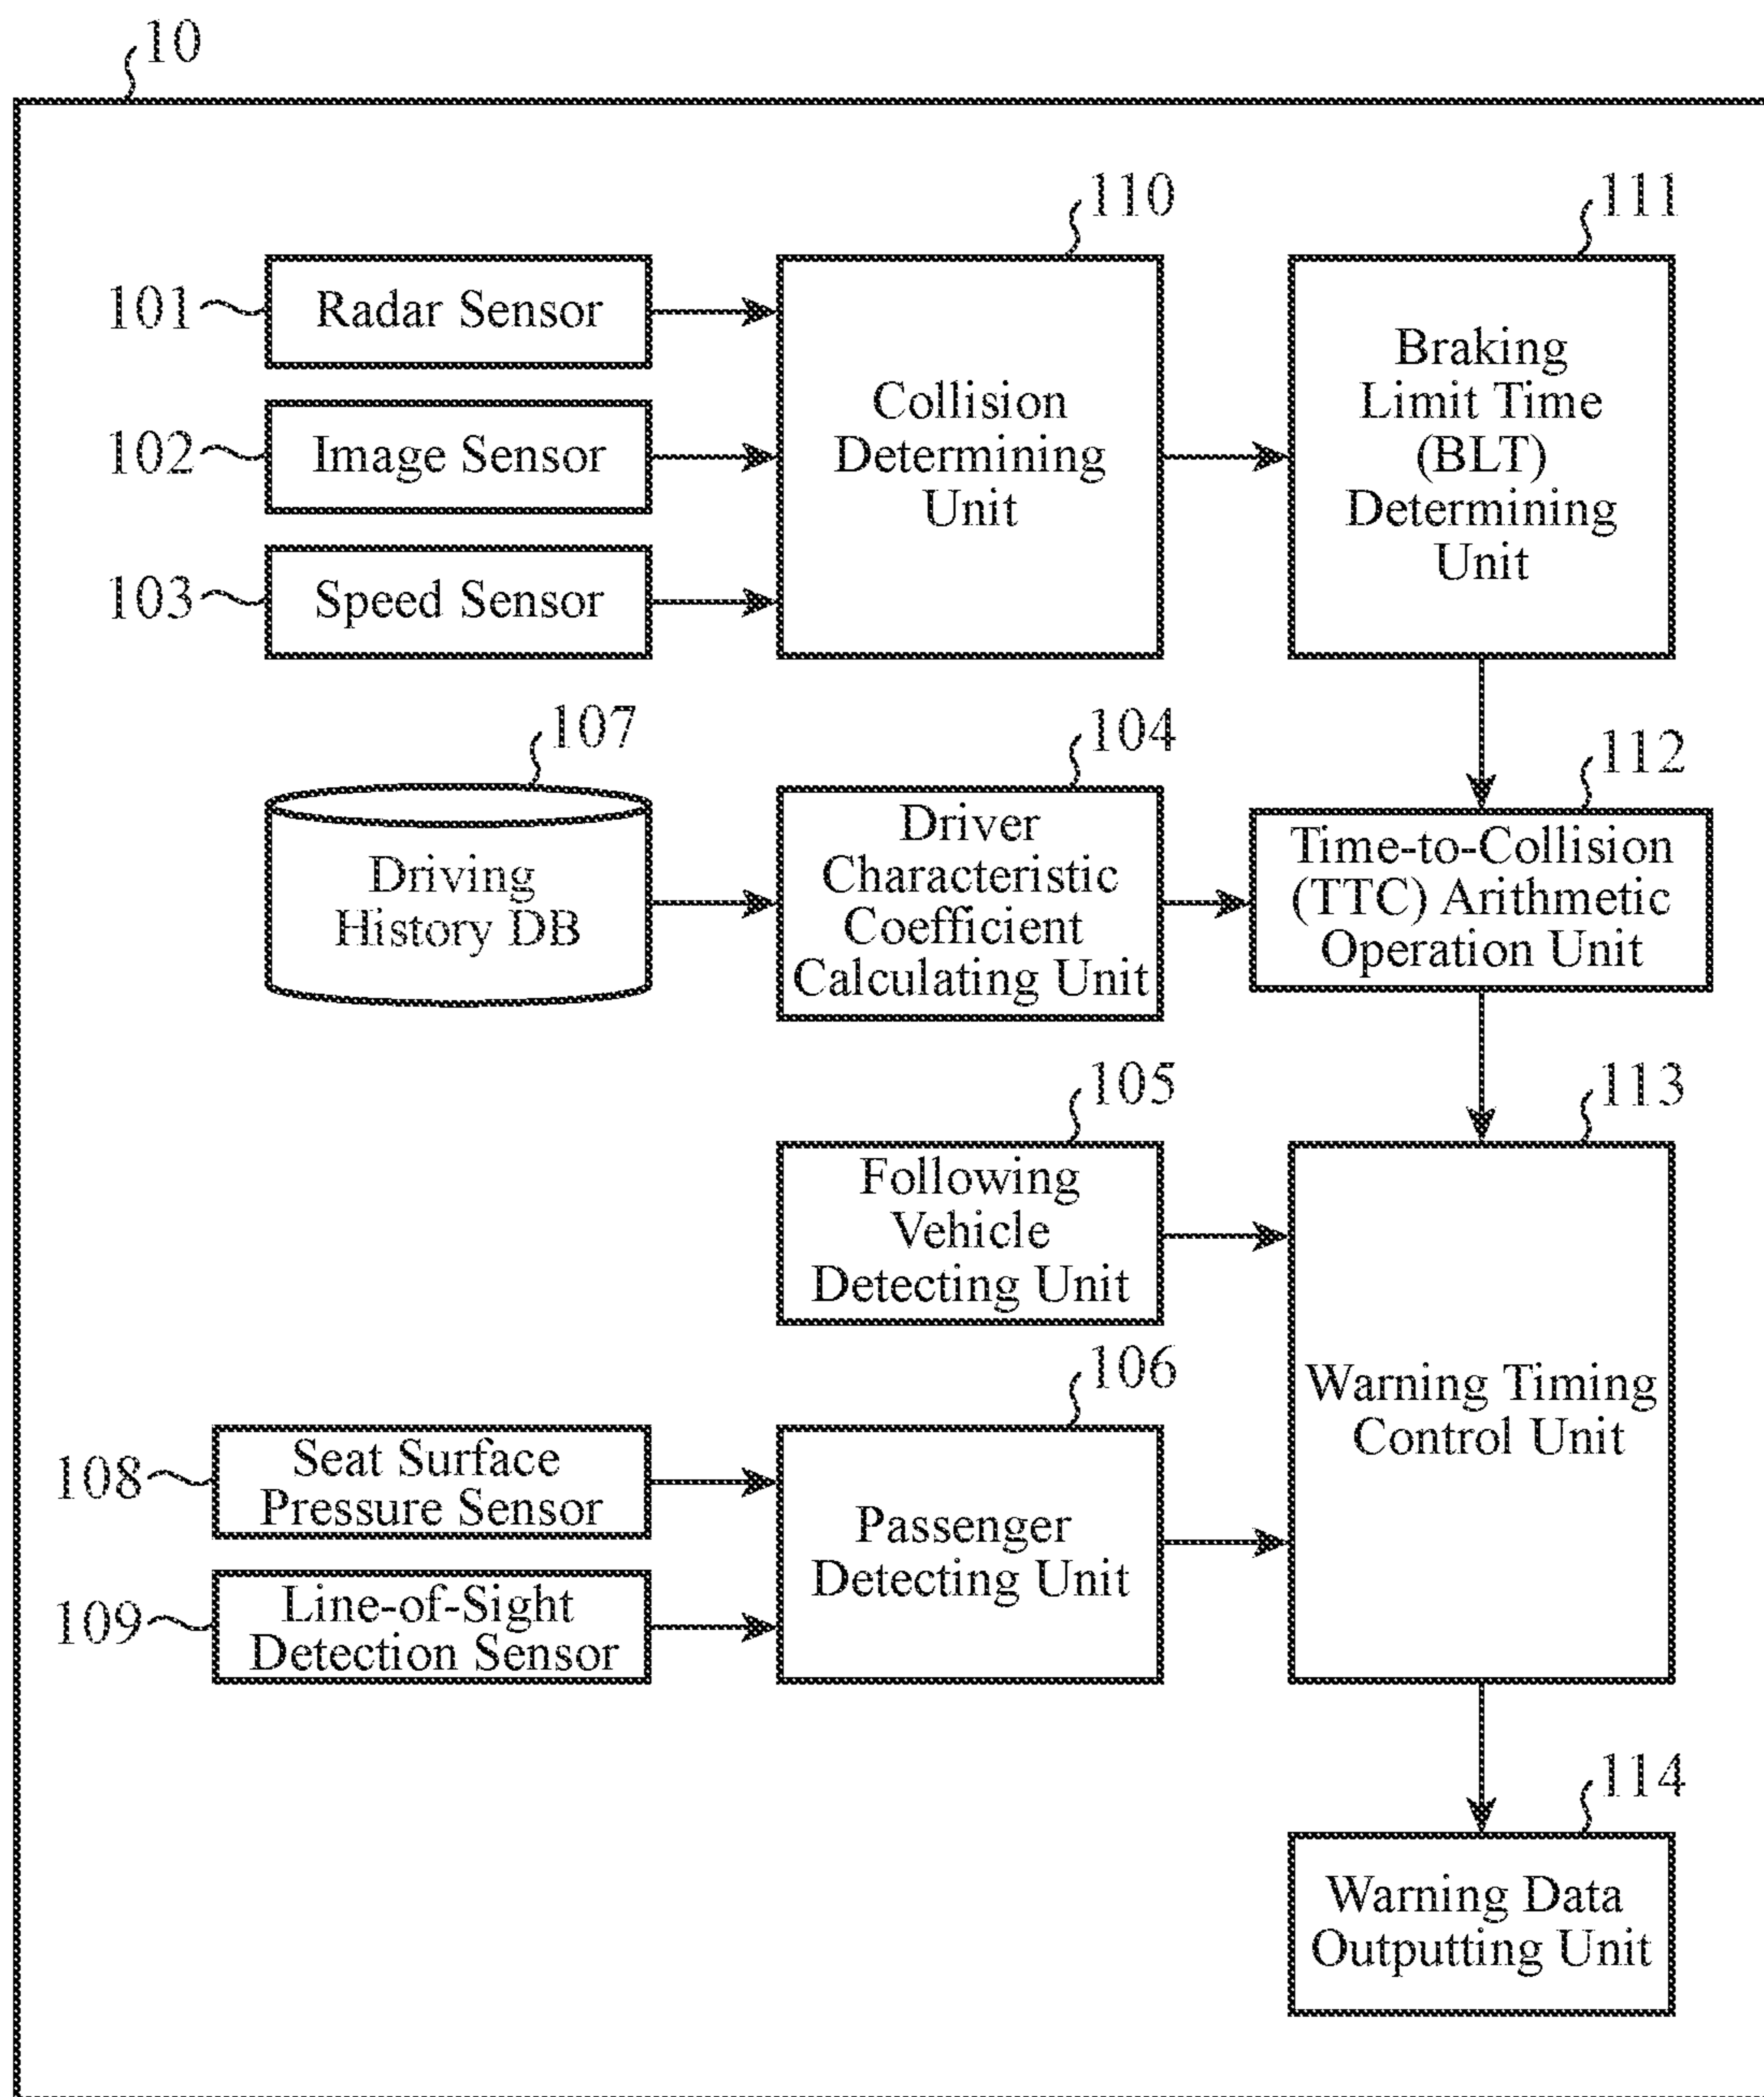 10
110
111
101
Radar Sensor
102
Image Sensor
103
Speed Sensor
Collision
Determining
Unit
Braking
Limit Time
(BLT)
Determining
Unit
107
Driving
History DB
104
Driver
Characteristic
Coefficient
Calculating Unit
112
Time-to-Collision
(TTC) Arithmetic
Operation Unit
105
Following
Vehicle
Detecting Unit
113
Warning Timing
Control Unit
108
Seat Surface
Pressure Sensor
109
Line-of-Sight
Detection Sensor
106
Passenger
Detecting Unit
114
Warning Data
Outputting Unit